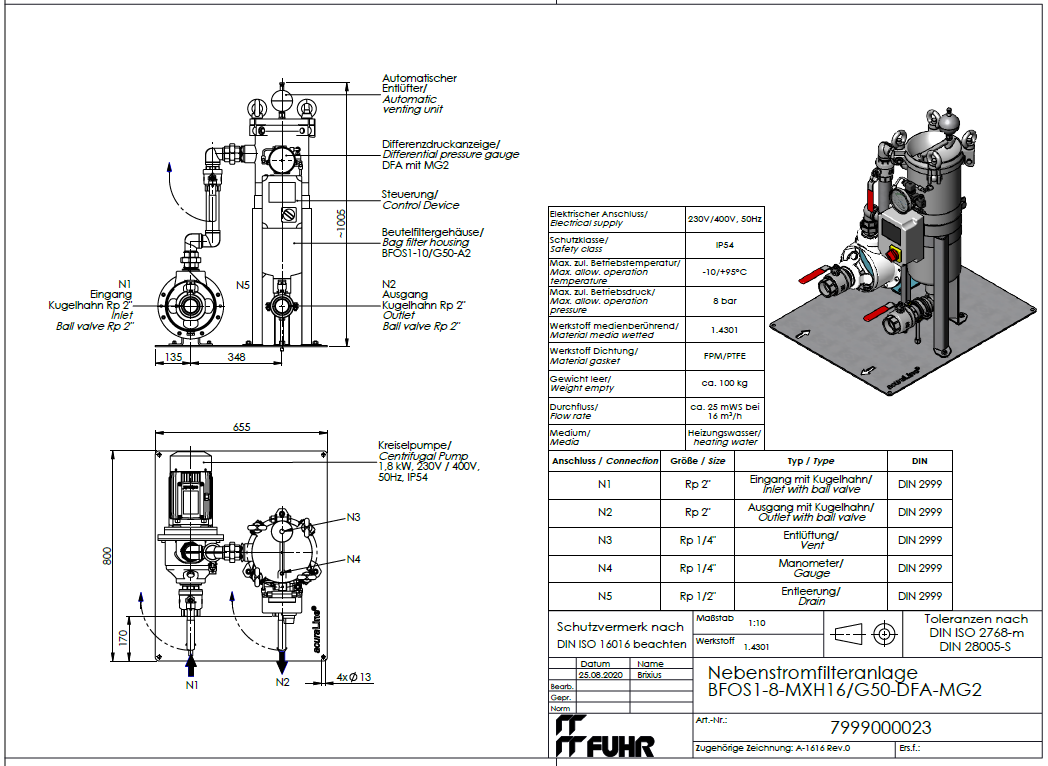 Automatischer
Entlüfter/
Automatic
venting unit
Differenzdruckanzeige/
Differential pressure gauge
DFA mit MG2
Steuerung/
Control Device
Beutelfiltergehäuse/
Bag filter housing
BFOS1-10/G50-A2
~1005
N1
Eingang
Kugelhahn Rp 2"
Inlet
Ball valve Rp 2"
N5
N2
Ausgang
Kugelhahn Rp 2"
Outlet
Ball valve Rp 2"
135
348
655
Kreiselpumpe/
Centrifugal Pump
1,8 kW, 230V / 400V,
50Hz, IP54
N3
N4
800
170
acuraLine®
N1
N2
4xØ13
acuraLine®
Elektrischer Anschluss/
Electrical supply
230V/400V, 50Hz
Schutzklasse/
Safety class
IP54
Max. zul. Betriebstemperatur/
Max. allow. operation
temperature
-10/+95°C
Max. zul. Betriebsdruck/
Max. allow. operation
pressure
8 bar
Werkstoff medienberührend/
Material media wetted
1.4301
Werkstoff Dichtung/
Material gasket
FPM/PTFE
Gewicht leer/
Weight empty
ca. 100 kg
Durchfluss/
Flow rate
ca. 25 mWS bei
16 m³/h
Medium/
Media
Heizungswasser/
heating water
Anschluss / Connection Größe / Size Typ / Type DIN
N1 Rp 2" Eingang mit Kugelhahn/
Inlet with ball valve
DIN 2999
N2 Rp 2" Ausgang mit Kugelhahn/
Outlet with ball valve
DIN 2999
N3 Rp 1/4" Entlüftung/
Vent
DIN 2999
N4 Rp 1/4" Manometer/
Gauge
DIN 2999
N5 Rp 1/2" Entleerung/
Drain
DIN 2999
Schutzvermerk nach
DIN ISO 16016 beachten
Maßstab 1:10
Werkstoff 1.4301
Toleranzen nach
DIN ISO 2768-m
DIN 28005-S
Datum Name
25.08.2020 Brixius
Bearb.
Gepr.
Norm
Nebenstromfilteranlage
BFOS1-8-MXH16/G50-DFA-MG2
FUHR
Art.-Nr.: 7999000023
Zugehörige Zeichnung: A-1616 Rev.0 Ers.f.: